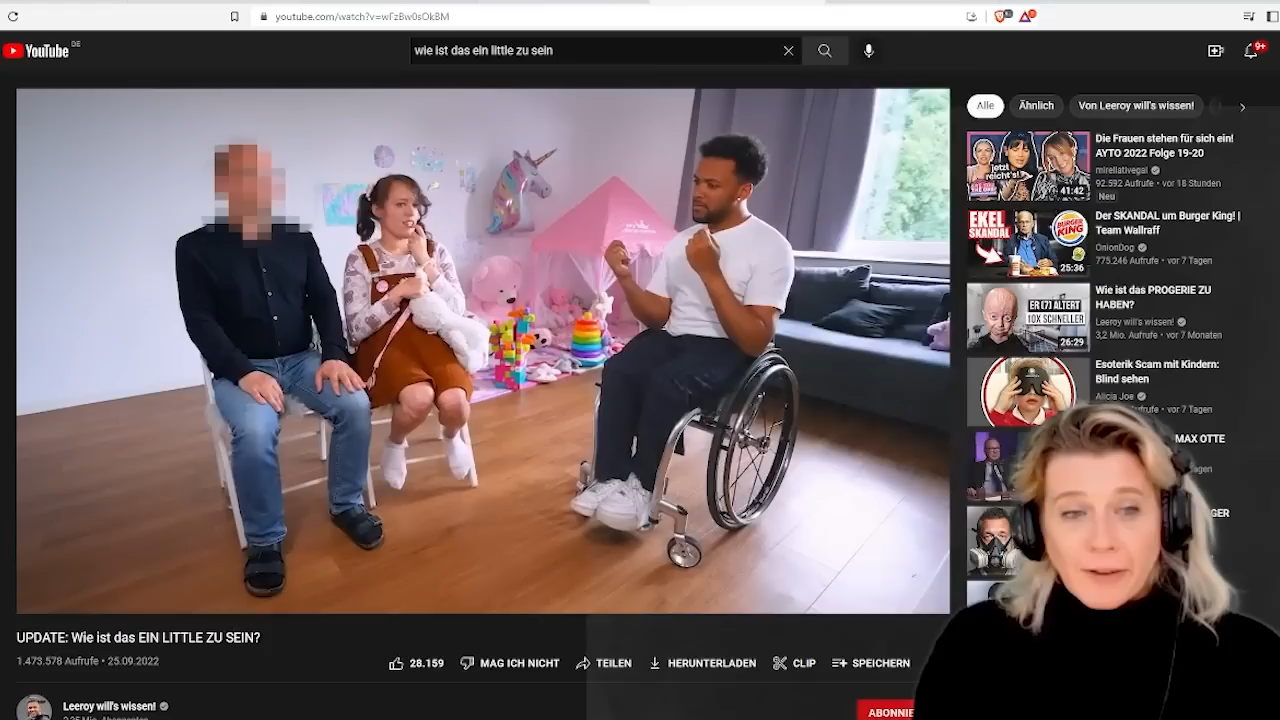 youtube.com/watch?v=wFzBw0sOkBM
YouTube DE
wie ist das ein little zu sein
9+
Alle
Ähnlich
Von Leeroy will's wissen!
jetzt
reicht's!
41:42
Die Frauen stehen für sich ein!
AYTO 2022 Folge 19-20
mirellativegal
92.592 Aufrufe • vor 18 Stunden
Neu
EKEL
SKANDAL
BURGER
KING
25:36
Der SKANDAL um Burger King! |
Team Wallraff
OnionDog
775.246 Aufrufe • vor 7 Tagen
ER (7) ALTERT
10X SCHNELLER
26:29
Wie ist das PROGERIE ZU
HABEN?
Leeroy will's wissen!
3,2 Mio. Aufrufe • vor 7 Monaten
Esoterik Scam mit Kindern:
Blind sehen
Alicia Joe
vor 7 Tagen
MAX OTTE
UPDATE: Wie ist das EIN LITTLE ZU SEIN?
1.473.578 Aufrufe • 25.09.2022
28.159
MAG ICH NICHT
TEILEN
HERUNTERLADEN
CLIP
SPEICHERN
Leeroy will's wissen!